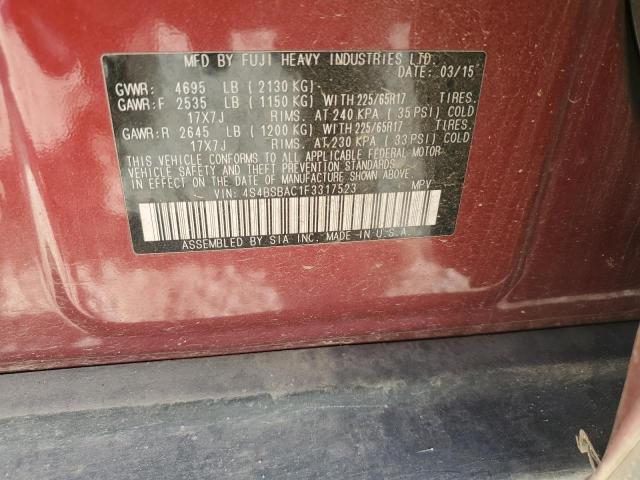 MFD BY FUJI HEAVY INDUSTRIES LTD.
DATE: 03/15
GVWR: 4695 LB (2130 KG)
GAWR:F 2535 LB (1150 KG) WITH 225/65R17 TIRES.
17X7J RIMS. AT 240 KPA (35 PSI) COLD
GAWR:R 2645 LB (1200 KG) WITH 225/65R17 TIRES.
17X7J RIMS. AT 230 KPA (33 PSI) COLD
THIS VEHICLE CONFORMS TO ALL APPLICABLE FEDERAL MOTOR
VEHICLE SAFETY AND THEFT PREVENTION STANDARDS
IN EFFECT ON THE DATE OF MANUFACTURE SHOWN ABOVE.
VIN: 4S4BSBAC1F3317523 MPV
ASSEMBLED BY SIA INC. MADE IN U.S.A.